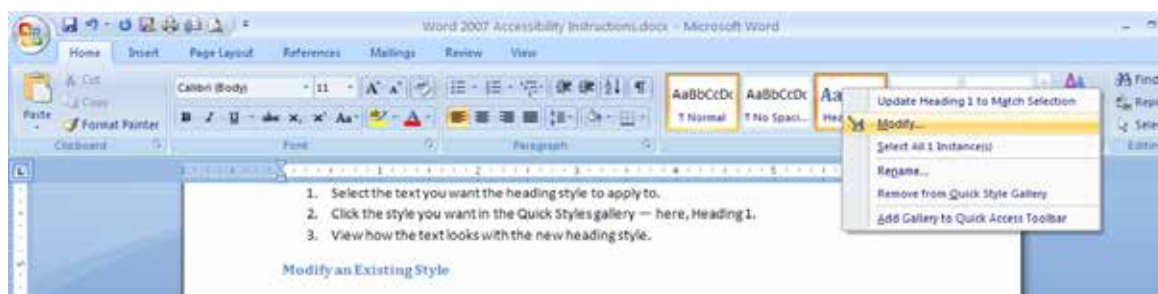 Word 2007 Accessibility Instructions.docx - Microsoft Word
Home Insert Page Layout References Mailings Review View
Paste
Cut
Copy
Format Painter
Clipboard
Calibri (Body) 11
Font
Paragraph
AaBbCcDc AaBbCcDc
¶ Normal ¶ No Spaci...
Update Heading 1 to Match Selection
Modify...
Select All 1 Instance(s)
Rename...
Remove from Quick Style Gallery
Add Gallery to Quick Access Toolbar
Find
1. Select the text you want the heading style to apply to.
2. Click the style you want in the Quick Styles gallery — here, Heading 1.
3. View how the text looks with the new heading style.
Modify an Existing Style